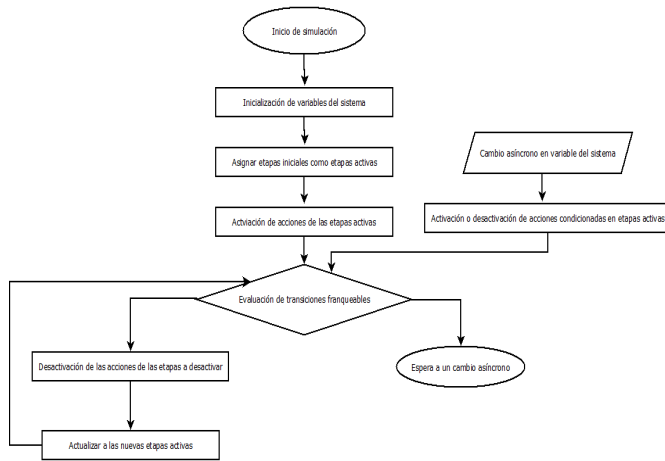 Inicio de simulación
Inicialización de variables del sistema
Asignar etapas iniciales como etapas activas
Cambio asíncrono en variable del sistema
Actviación de acciones de las etapas activas
Activación o desactivación de acciones condicionadas en etapas activas
Evaluación de transiciones franqueables
Desactivación de las acciones de las etapas a desactivar
Espera a un cambio asíncrono
Actualizar a las nuevas etapas activas